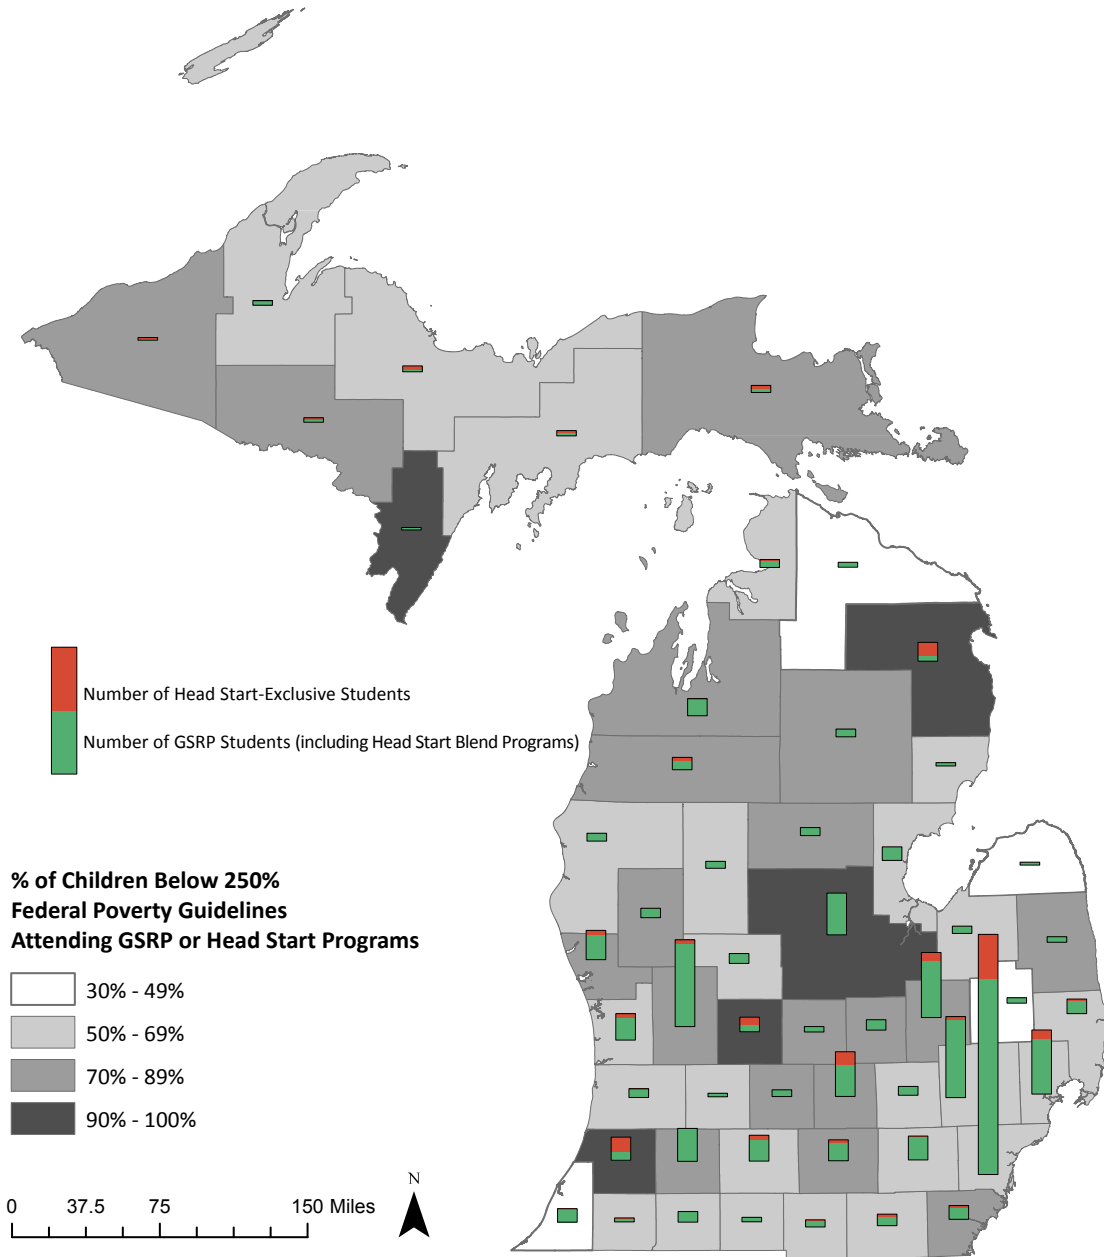 Number of Head Start-Exclusive Students
Number of GSRP Students (including Head Start Blend Programs)
% of Children Below 250%
Federal Poverty Guidelines
Attending GSRP or Head Start Programs
30% - 49%
50% - 69%
70% - 89%
90% - 100%
N
0 37.5 75 150 Miles